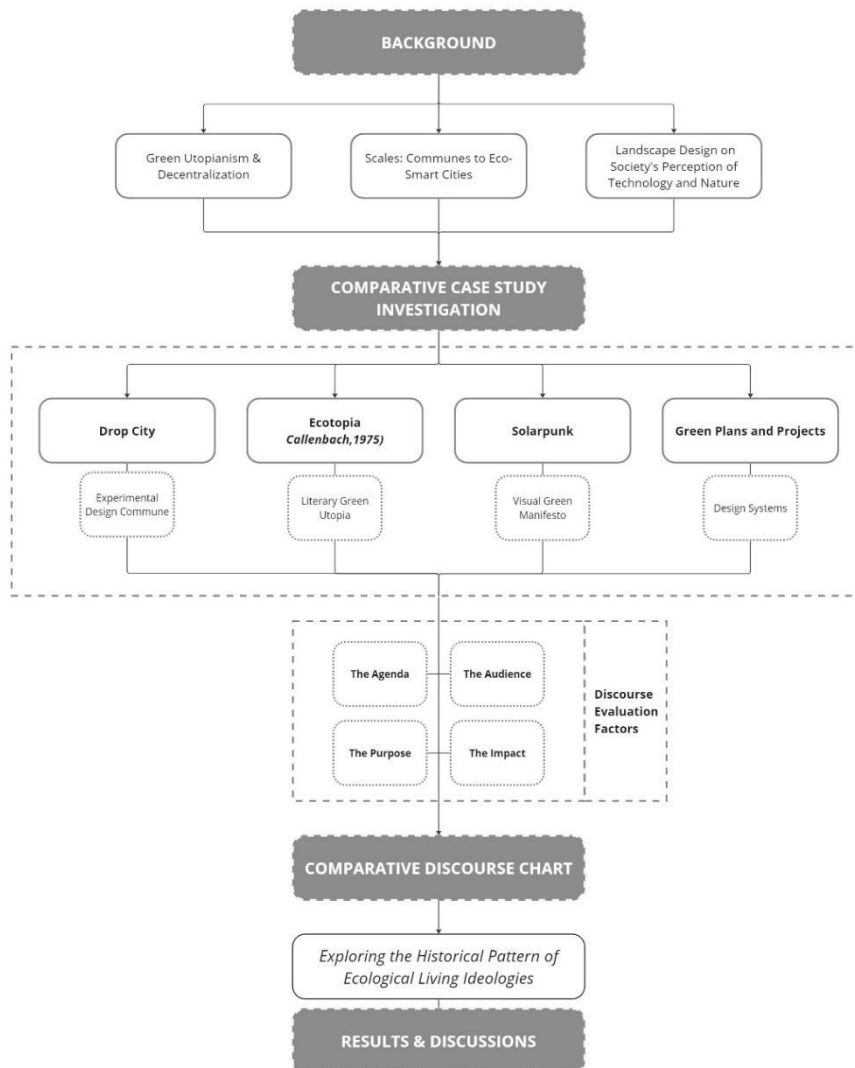 BACKGROUND
Green Utopianism &
Decentralization
Scales: Communes to Eco-
Smart Cities
Landscape Design on
Society's Perception of
Technology and Nature
COMPARATIVE CASE STUDY
INVESTIGATION
Drop City
Ecotopia
Callenbach,1975)
Solarpunk
Green Plans and Projects
Experimental
Design Commune
Literary Green
Utopia
Visual Green
Manifesto
Design Systems
The Agenda
The Audience
The Purpose
The Impact
Discourse
Evaluation
Factors
COMPARATIVE DISCOURSE CHART
Exploring the Historical Pattern of
Ecological Living Ideologies
RESULTS & DISCUSSIONS